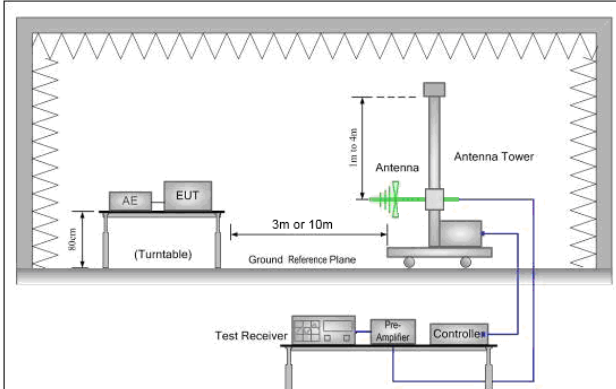 1m to 4m
Antenna
Antenna Tower
AE
EUT
3m or 10m
80cm
(Turntable)
Ground Reference Plane
Test Receiver
Pre-
Amplifier
Controller